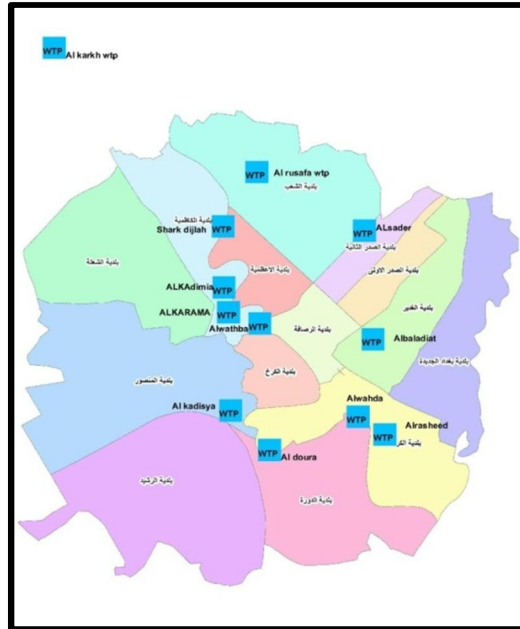 WTP Al karkh wtp
WTP Al rusafa wtp
بلدية الشعب
بلدية الكاظمية
Shark dijlah WTP
WTP ALsader
بلدية الصدر الثانية
بلدية الشعلة
بلدية الاعظمية
بلدية الصدر الاولى
ALKAdimia WTP
بلدية الغدير
ALKARAMA WTP
Alwathba WTP
بلدية الرصافة
WTP Albaladiat
بلدية بغداد الجديدة
بلدية الكرخ
بلدية المنصور
Alwahda WTP
Al kadisya WTP
WTP Alrasheed
بلدية الكر
WTP Al doura
بلدية الرشيد
بلدية الدورة